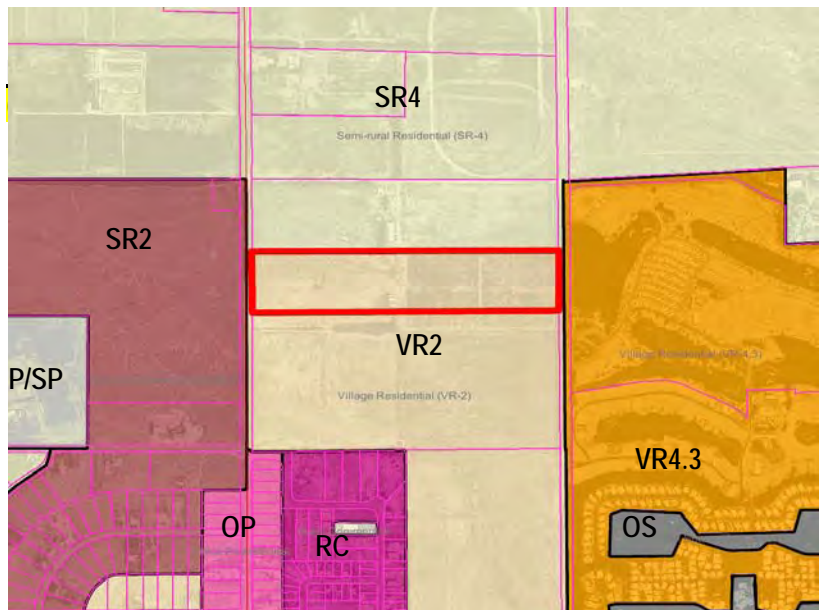 SR4
Semi-rural Residential (SR-4)
SR2
VR2
P/SP
Village Residential (VR-4.3)
Village Residential (VR-2)
VR4.3
OP
RC
OS